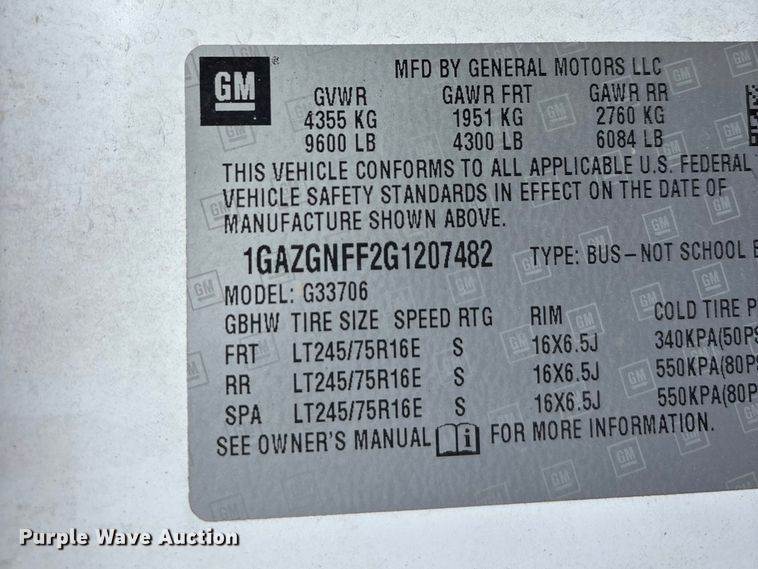 GM
MFD BY GENERAL MOTORS LLC
GVWR GAWR FRT GAWR RR
4355 KG 1951 KG 2760 KG
9600 LB 4300 LB 6084 LB
THIS VEHICLE CONFORMS TO ALL APPLICABLE U.S. FEDERAL
VEHICLE SAFETY STANDARDS IN EFFECT ON THE DATE OF
MANUFACTURE SHOWN ABOVE.
1GAZGNFF2G1207482 TYPE: BUS–NOT SCHOOL
MODEL: G33706
GBHW TIRE SIZE SPEED RTG RIM COLD TIRE P
FRT LT245/75R16E S 16X6.5J 340KPA(50PS
RR LT245/75R16E S 16X6.5J 550KPA(80P
SPA LT245/75R16E S 16X6.5J 550KPA(80P
SEE OWNER'S MANUAL i FOR MORE INFORMATION.
Purple Wave Auction